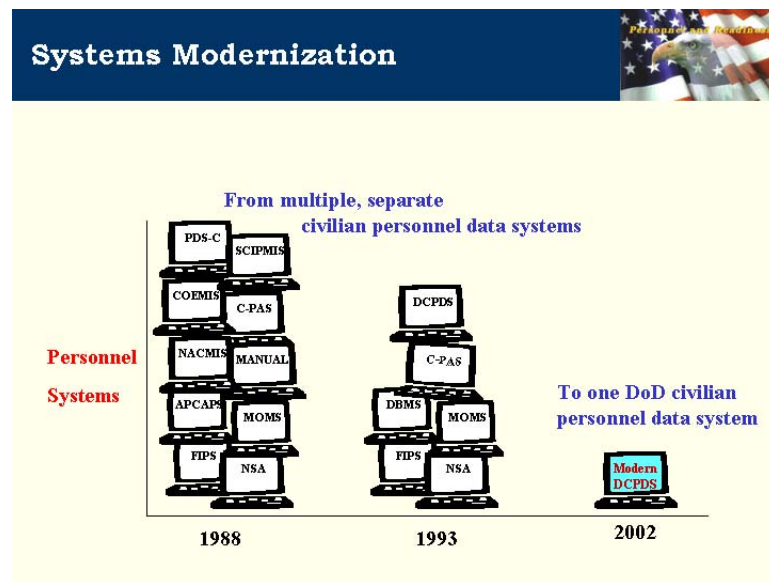 Systems Modernization
Personnel and Readiness
From multiple, separate
civilian personnel data systems
PDS-C
SCIPMIS
COEMIS
C-PAS
NACMIS
MANUAL
APCAPS
MOMS
FIPS
NSA
DCPDS
C-PAS
DBMS
MOMS
FIPS
NSA
Personnel
Systems
To one DoD civilian
personnel data system
Modern
DCPDS
1988
1993
2002